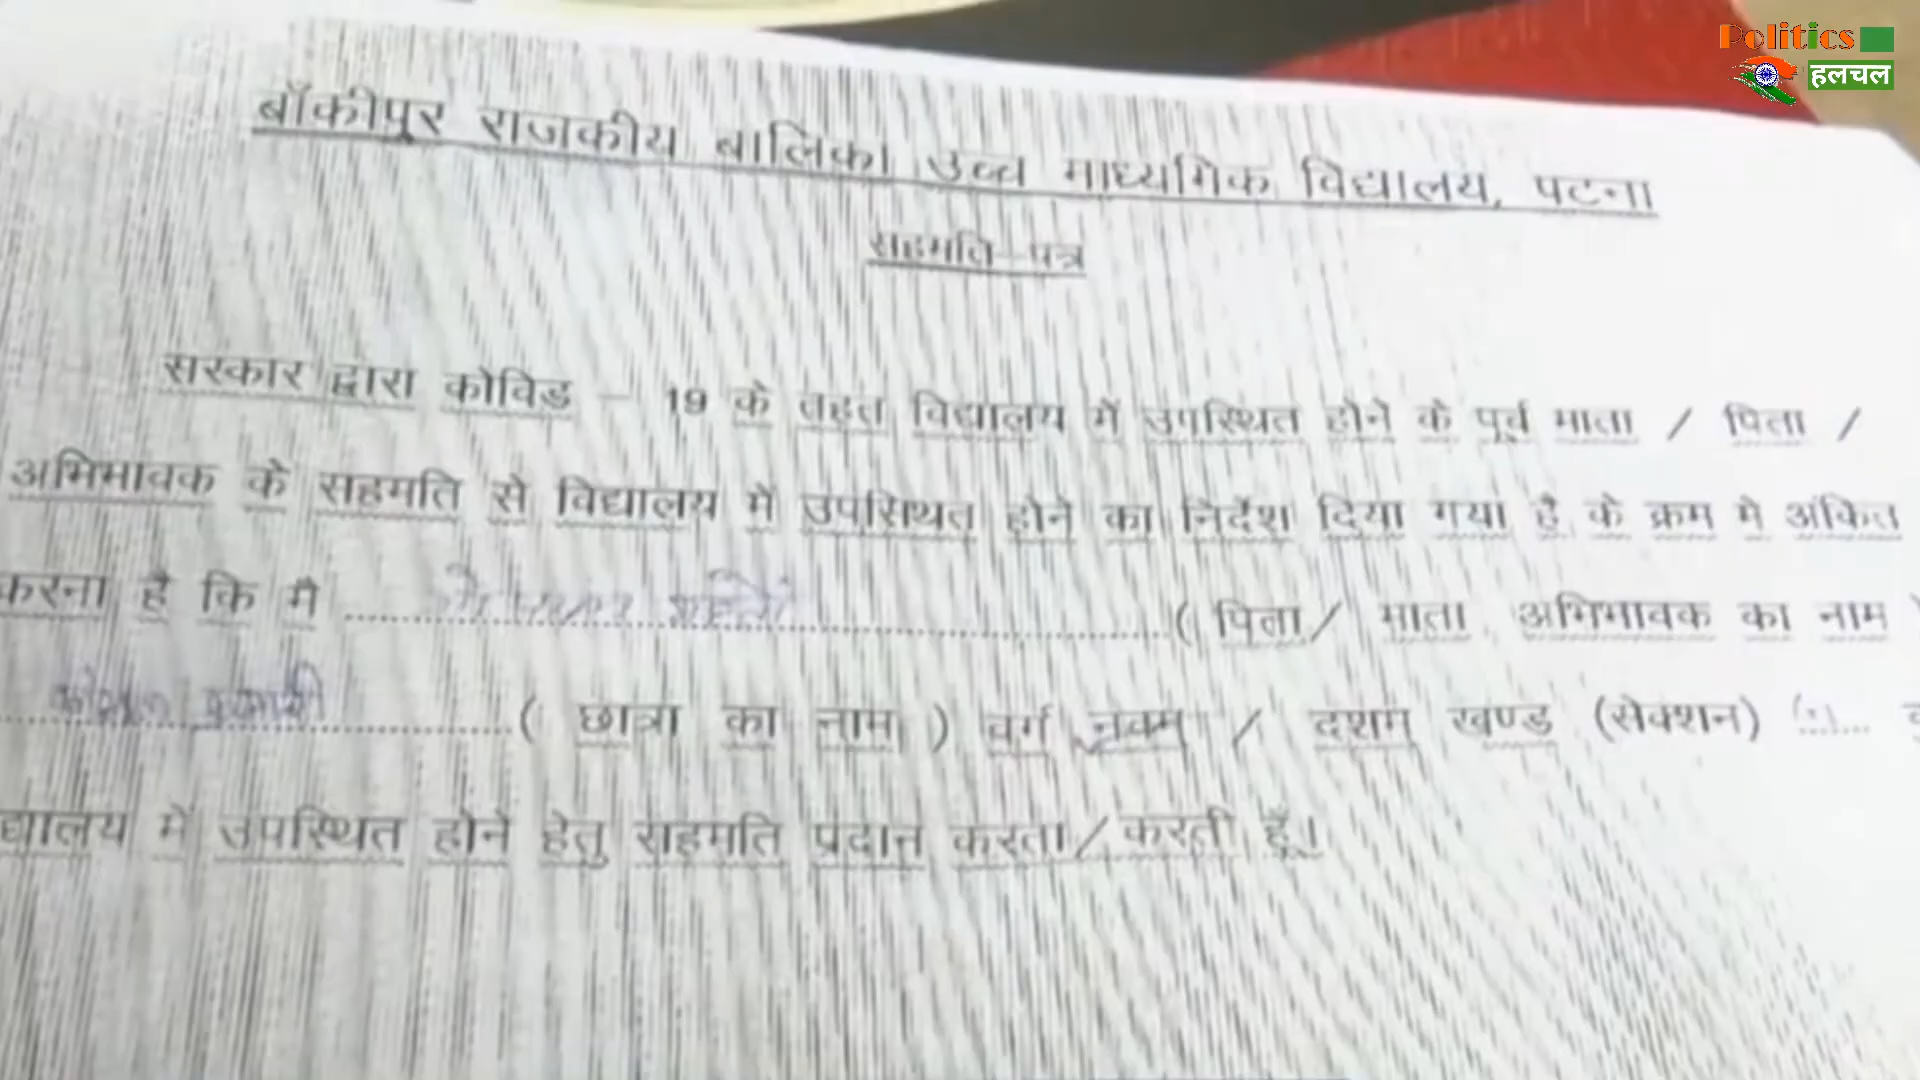 Politics
हलचल
बाँकीपुर राजकीय बालिका उच्च माध्यमिक विद्यालय, पटना
सहमति-पत्र
सरकार द्वारा कोविड - 19 के तहत विद्यालय में उपस्थित होने के पूर्व माता / पिता /
अभिभावक के सहमति से विद्यालय में उपस्थित होने का निर्देश दिया गया है के क्रम मे अंकित
करना है कि मै .......... ( पिता/ माता अभिभावक का नाम )
.......... ( छात्रा का नाम ) वर्ग नवम / दशम खण्ड (सेक्शन)
द्यालय में उपस्थित होने हेतु सहमति प्रदान करता/करती हूँ।